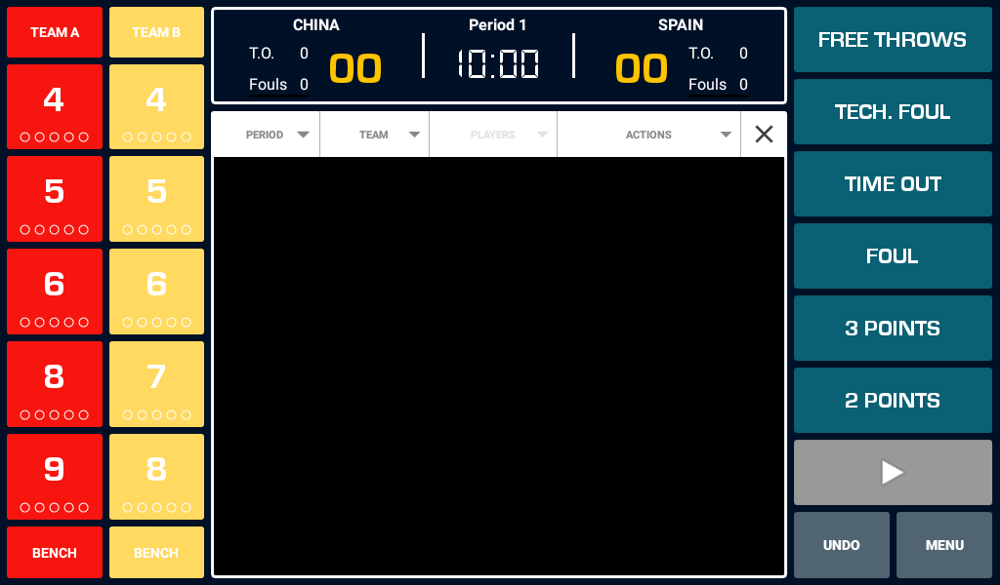 TEAM A
TEAM B
4
4
5
5
6
6
8
7
9
8
BENCH
BENCH
CHINA
Period 1
SPAIN
T.O. 0
Fouls 0
00
10:00
00
T.O. 0
Fouls 0
PERIOD
TEAM
PLAYERS
ACTIONS
FREE THROWS
TECH. FOUL
TIME OUT
FOUL
3 POINTS
2 POINTS
UNDO
MENU